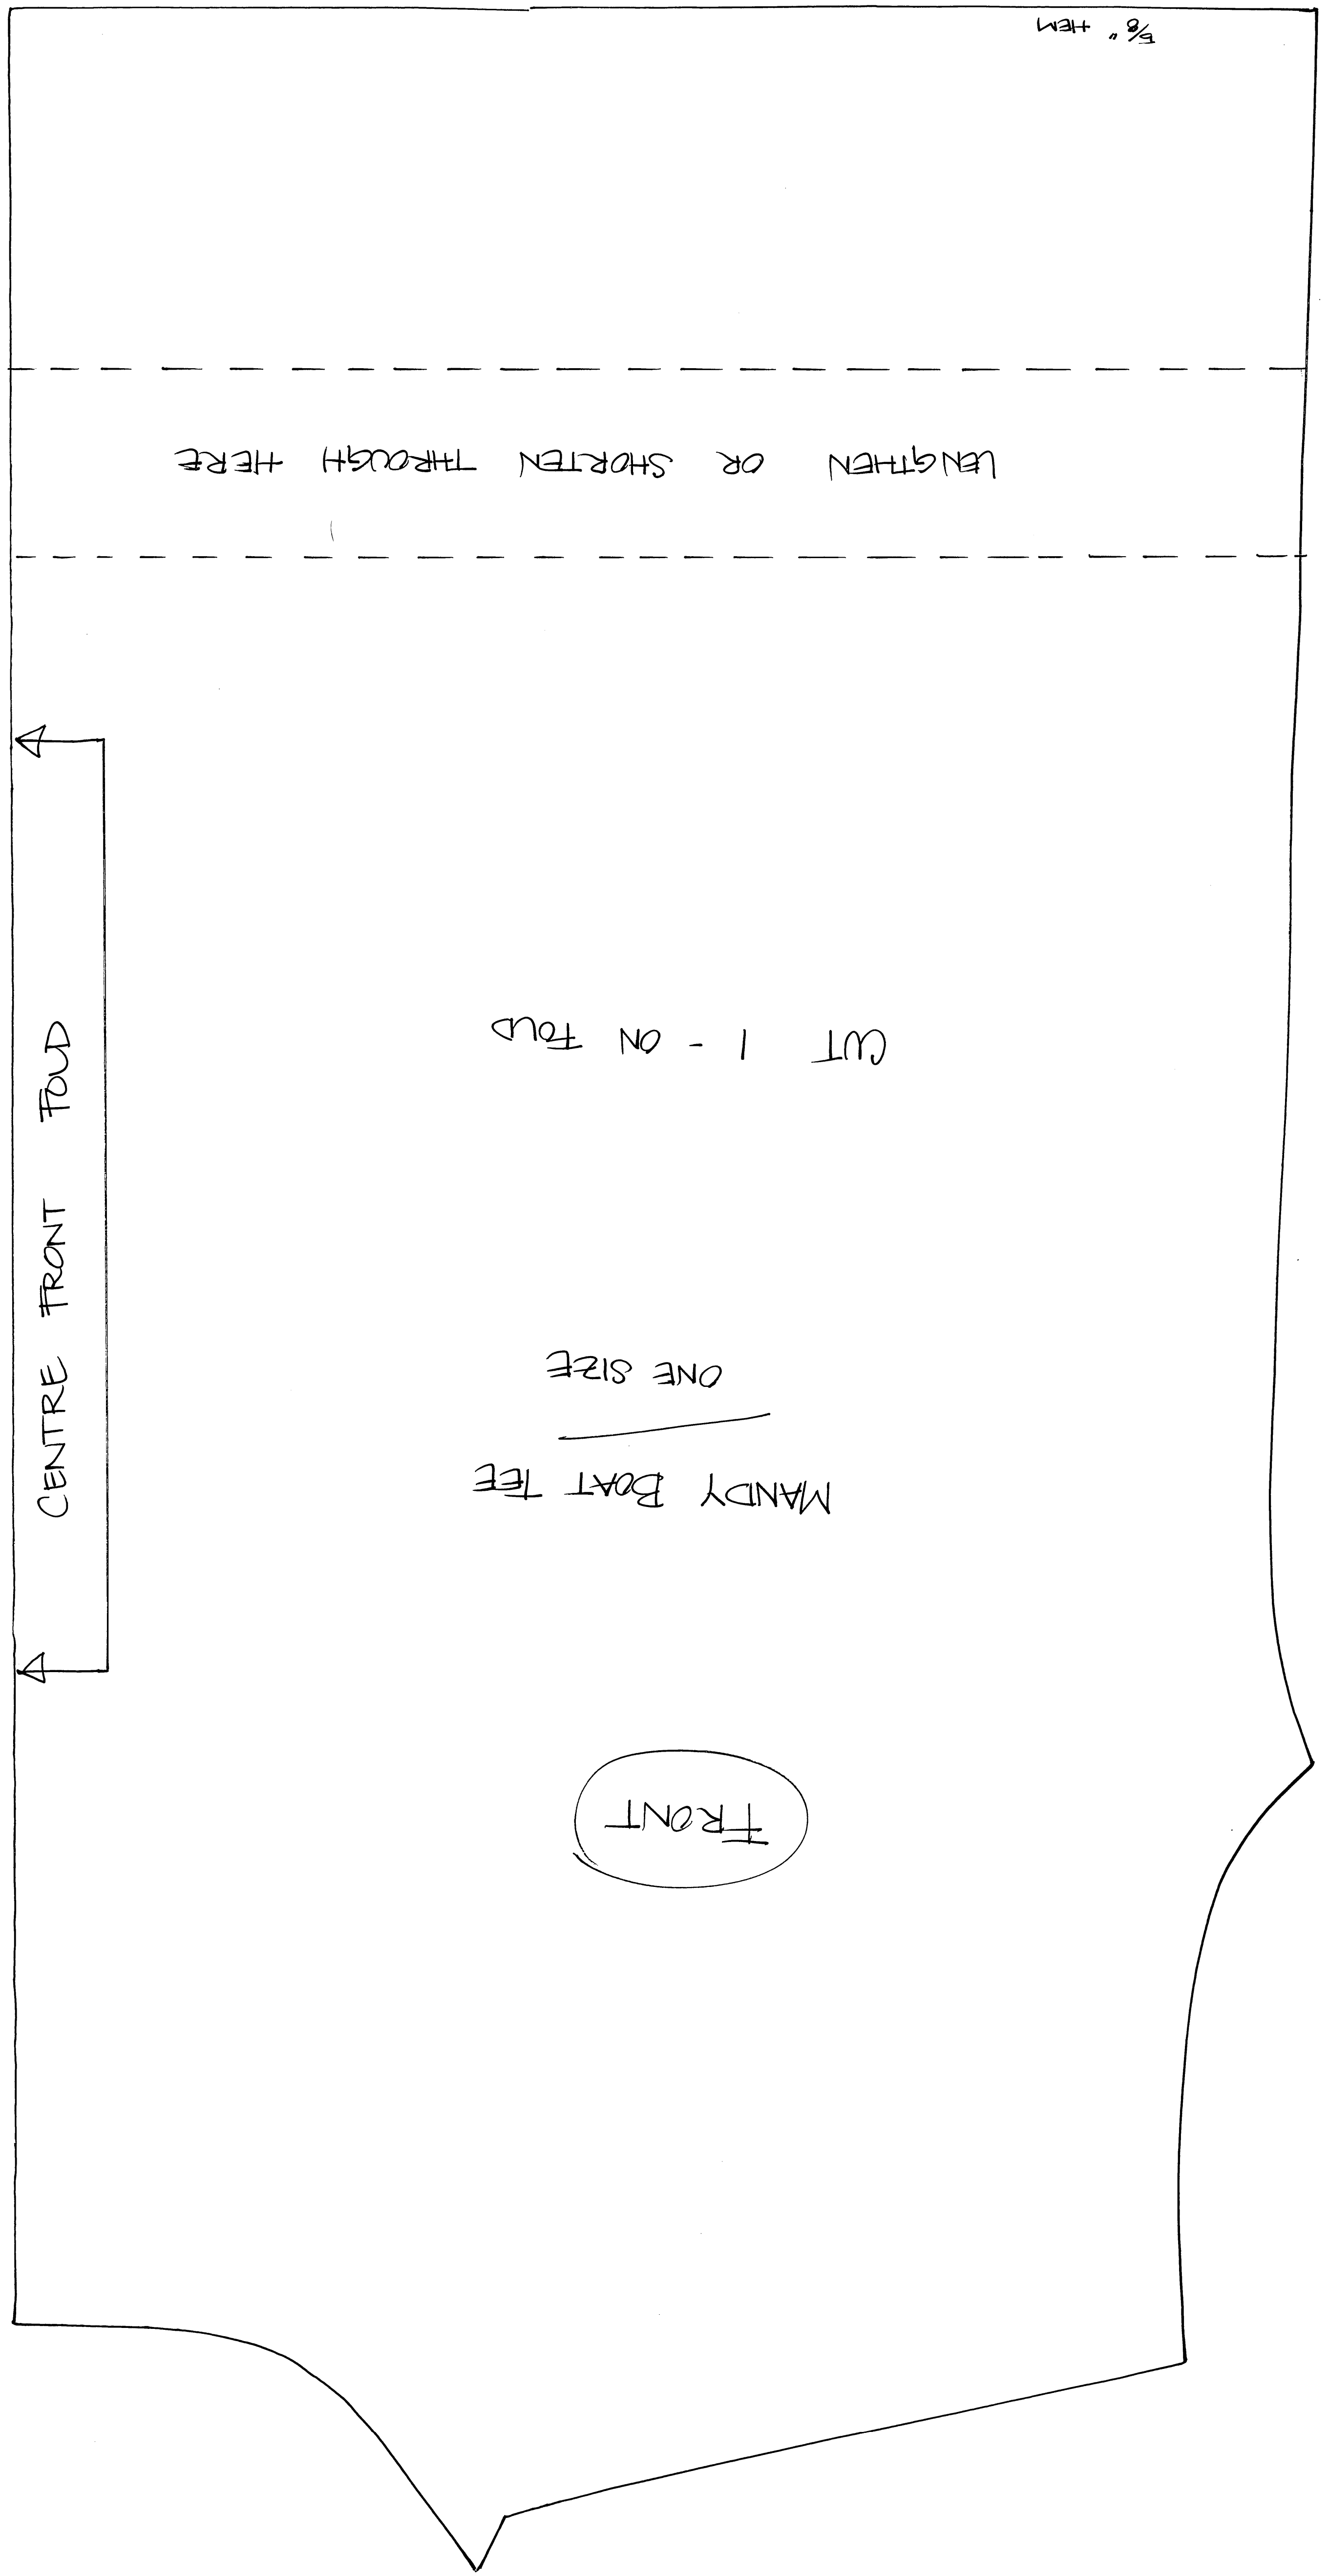 FRONT
MANDY BOAT TEE
ONE SIZE
CUT 1 - ON FOLD
CENTRE FRONT FOLD
LENGTHEN OR SHORTEN THROUGH HERE
5/8" HEM